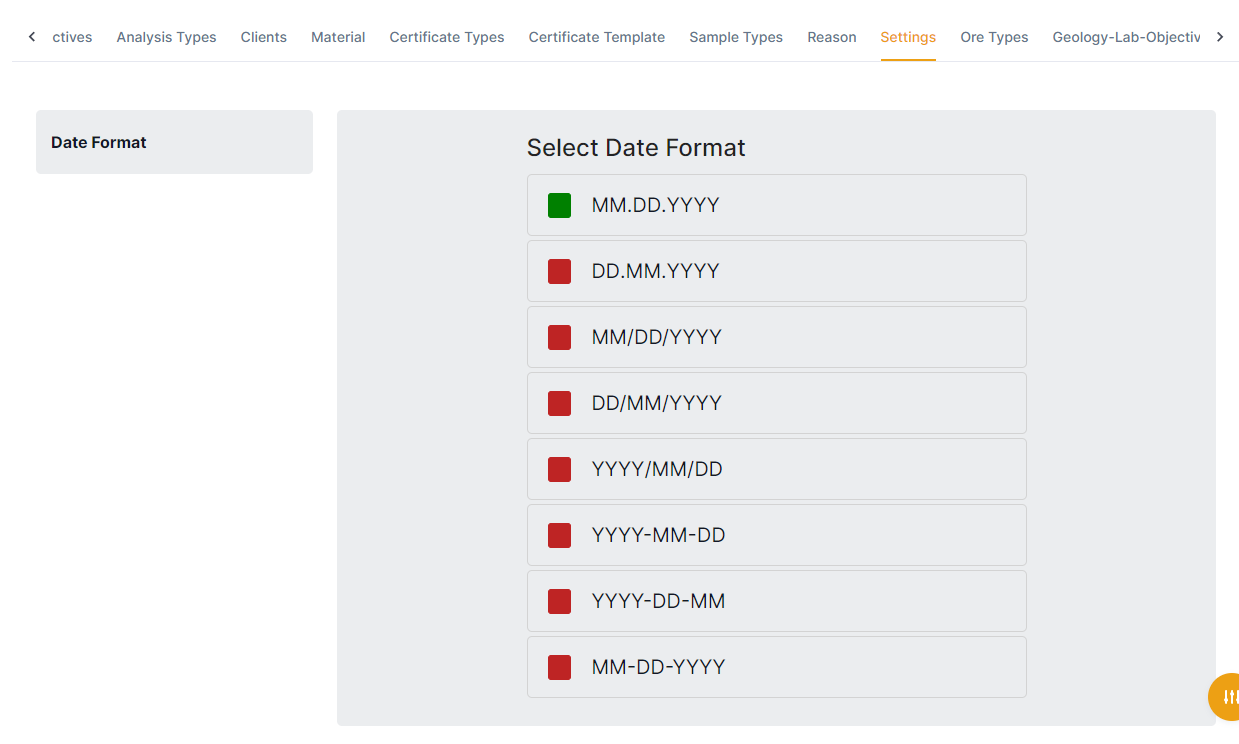 ctives Analysis Types Clients Material Certificate Types Certificate Template Sample Types Reason Settings Ore Types Geology-Lab-Objectiv
Date Format
Select Date Format
MM.DD.YYYY
DD.MM.YYYY
MM/DD/YYYY
DD/MM/YYYY
YYYY/MM/DD
YYYY-MM-DD
YYYY-DD-MM
MM-DD-YYYY